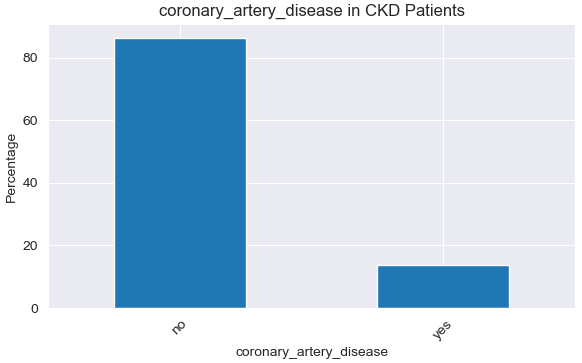 coronary_artery_disease in CKD Patients
Percentage
80
60
40
20
0
no
yes
coronary_artery_disease